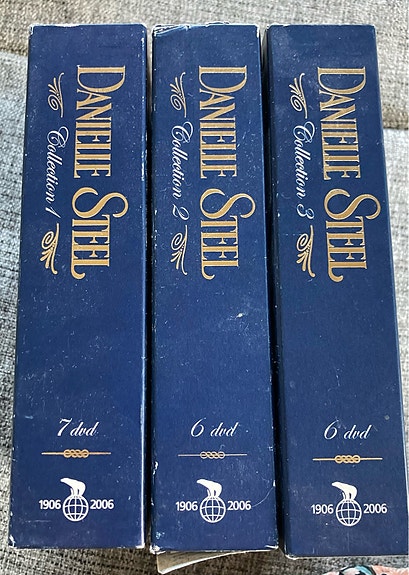 DANIELLE STEEL
Collection 1
7 dvd
1906 2006
DANIELLE STEEL
Collection 2
6 dvd
1906 2006
DANIELLE STEEL
Collection 3
6 dvd
1906 2006